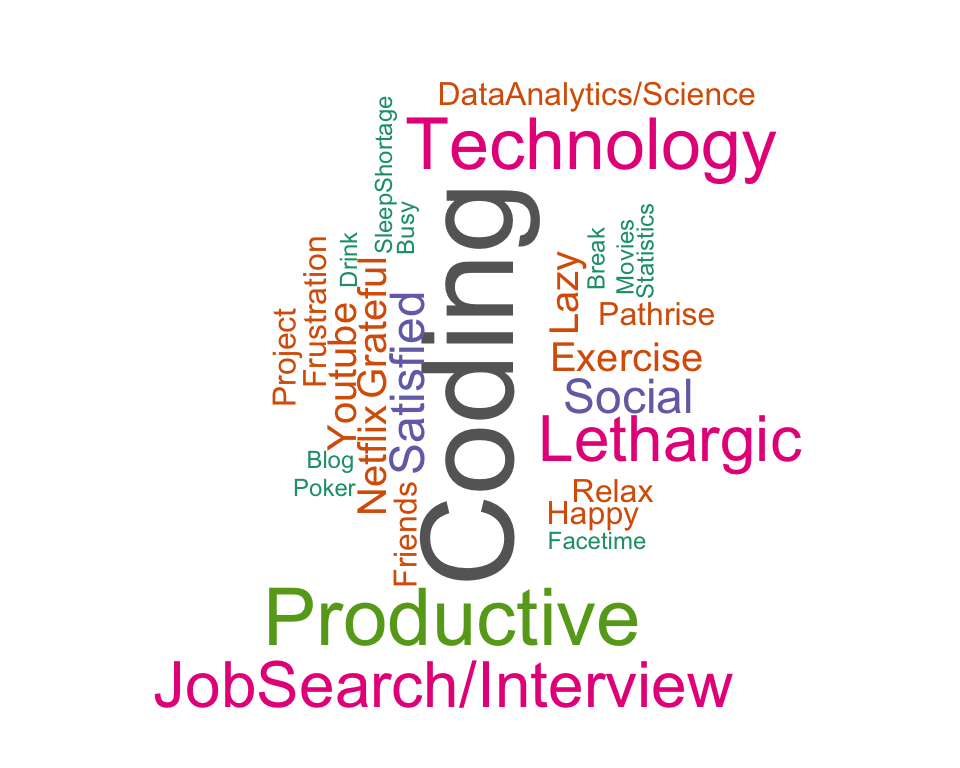 DataAnalytics/Science
Technology
SleepShortage
Busy
Drink
Frustration
Project
Youtube
Grateful
Netflix
Satisfied
Coding
Lazy
Break
Movies
Statistics
Pathrise
Exercise
Social
Lethargic
Blog
Poker
Friends
Relax
Happy
Facetime
Productive
JobSearch/Interview